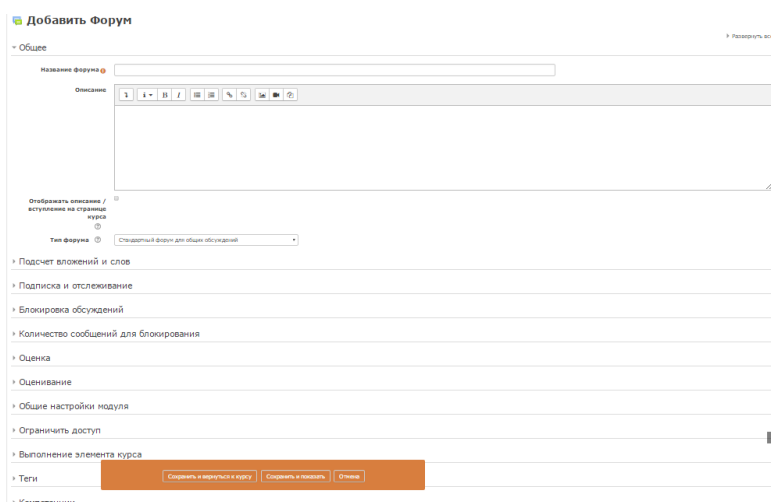 Добавить Форум
Развернуть всё
Общее
Название форума
Описание
Отображать описание /
вступление на странице
курса
Тип форума
Стандартный форум для общих обсуждений
Подсчет вложений и слов
Подписка и отслеживание
Блокировка обсуждений
Количество сообщений для блокирования
Оценка
Оценивание
Общие настройки модуля
Ограничить доступ
Выполнение элемента курса
Теги
Сохранить и вернуться к курсу Сохранить и показать Отмена